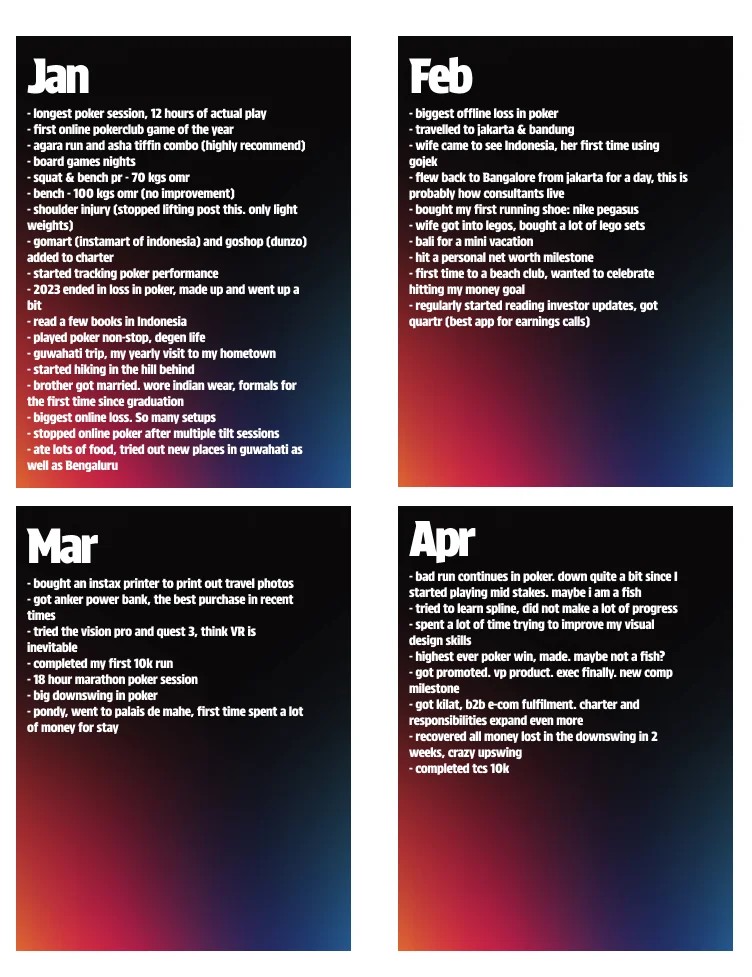 Jan
- longest poker session, 12 hours of actual play
- first online pokerclub game of the year
- agara run and asha tiffin combo (highly recommend)
- board games nights
- squat & bench pr - 70 kgs omr
- bench - 100 kgs omr (no improvement)
- shoulder injury (stopped lifting post this. only light
weights)
- gomart (instamart of indonesia) and goshop (dunzo)
added to charter
- started tracking poker performance
- 2023 ended in loss in poker, made up and went up a
bit
- read a few books in Indonesia
- played poker non-stop, degen life
- guwahati trip, my yearly visit to my hometown
- started hiking in the hill behind
- brother got married. wore indian wear, formals for
the first time since graduation
- biggest online loss. So many setups
- stopped online poker after multiple tilt sessions
- ate lots of food, tried out new places in guwahati as
well as Bengaluru
Feb
- biggest offline loss in poker
- travelled to jakarta & bandung
- wife came to see Indonesia, her first time using
gojek
- flew back to Bangalore from jakarta for a day, this is
probably how consultants live
- bought my first running shoe: nike pegasus
- wife got into legos, bought a lot of lego sets
- bali for a mini vacation
- hit a personal net worth milestone
- first time to a beach club, wanted to celebrate
hitting my money goal
- regularly started reading investor updates, got
quartr (best app for earnings calls)
Mar
- bought an instax printer to print out travel photos
- got anker power bank, the best purchase in recent
times
- tried the vision pro and quest 3, think VR is
inevitable
- completed my first 10k run
- 18 hour marathon poker session
- big downswing in poker
- pondy, went to palais de mahe, first time spent a lot
of money for stay
Apr
- bad run continues in poker. down quite a bit since I
started playing mid stakes. maybe i am a fish
- tried to learn spline, did not make a lot of progress
- spent a lot of time trying to improve my visual
design skills
- highest ever poker win, made. maybe not a fish?
- got promoted. vp product. exec finally. new comp
milestone
- got kilat, b2b e-com fulfilment. charter and
responsibilities expand even more
- recovered all money lost in the downswing in 2
weeks, crazy upswing
- completed tcs 10k